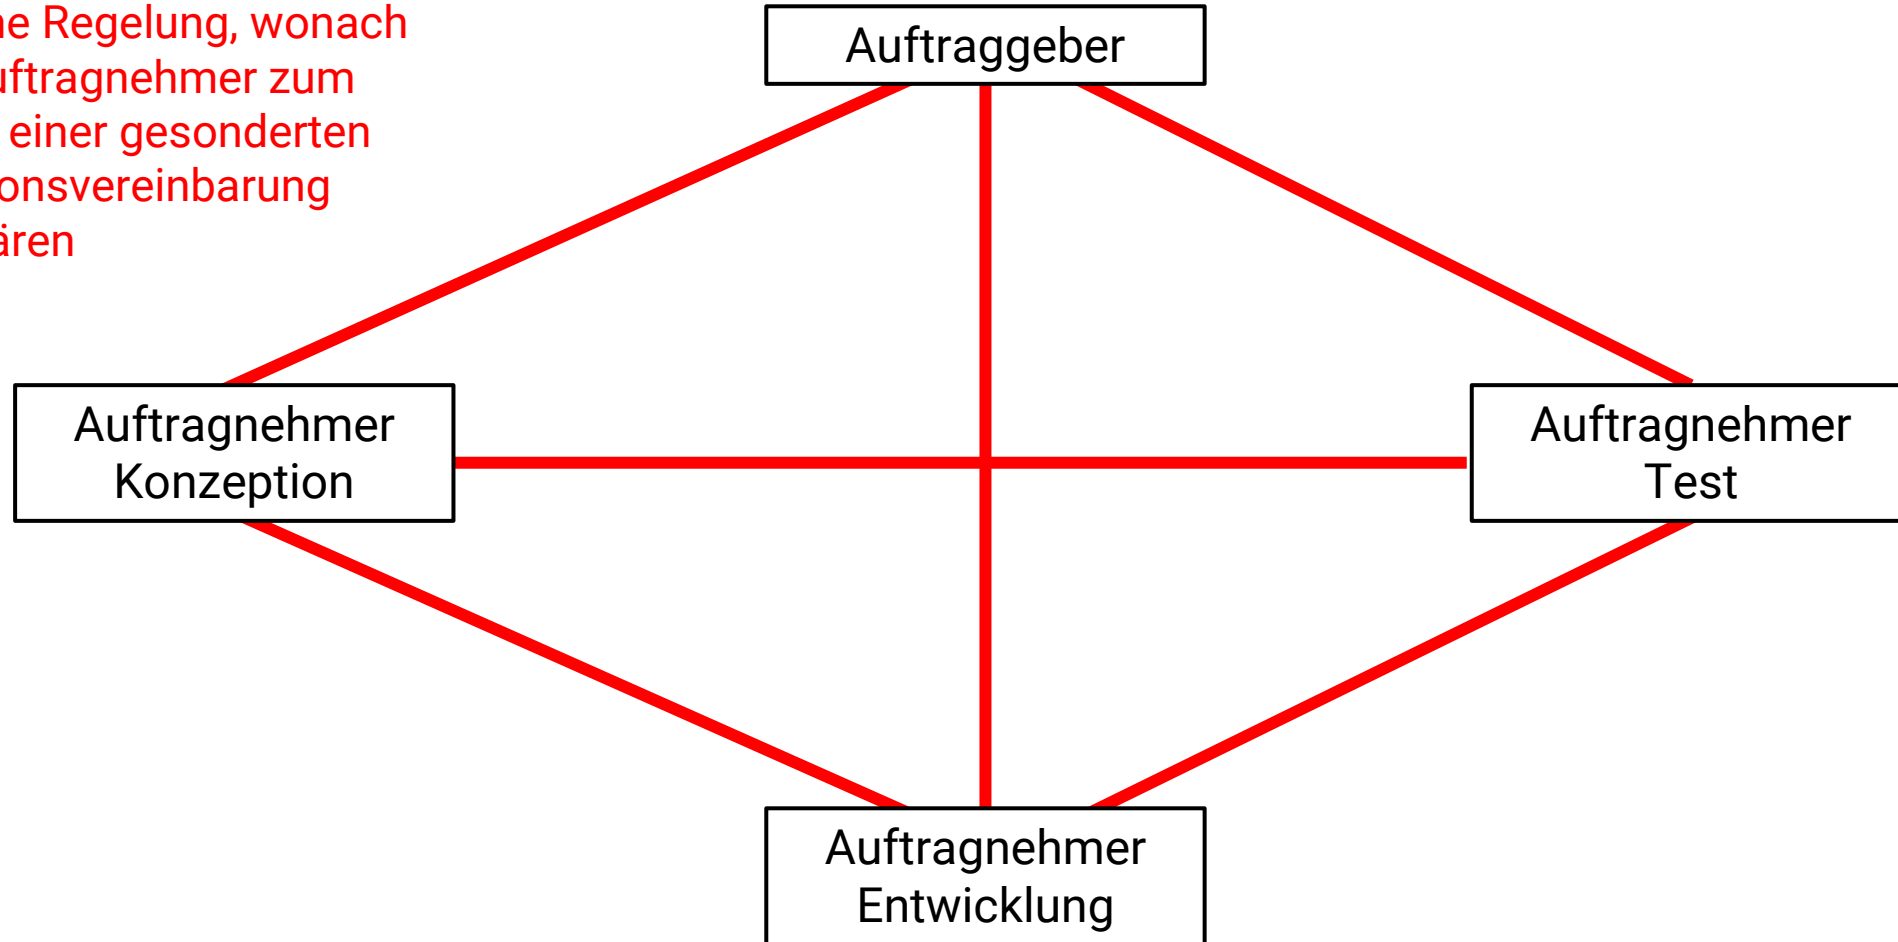 ne Regelung, wonach
uftragnehmer zum
einer gesonderten
onsvereinbarung
ären
Auftraggeber
Auftragnehmer
Konzeption
Auftragnehmer
Test
Auftragnehmer
Entwicklung